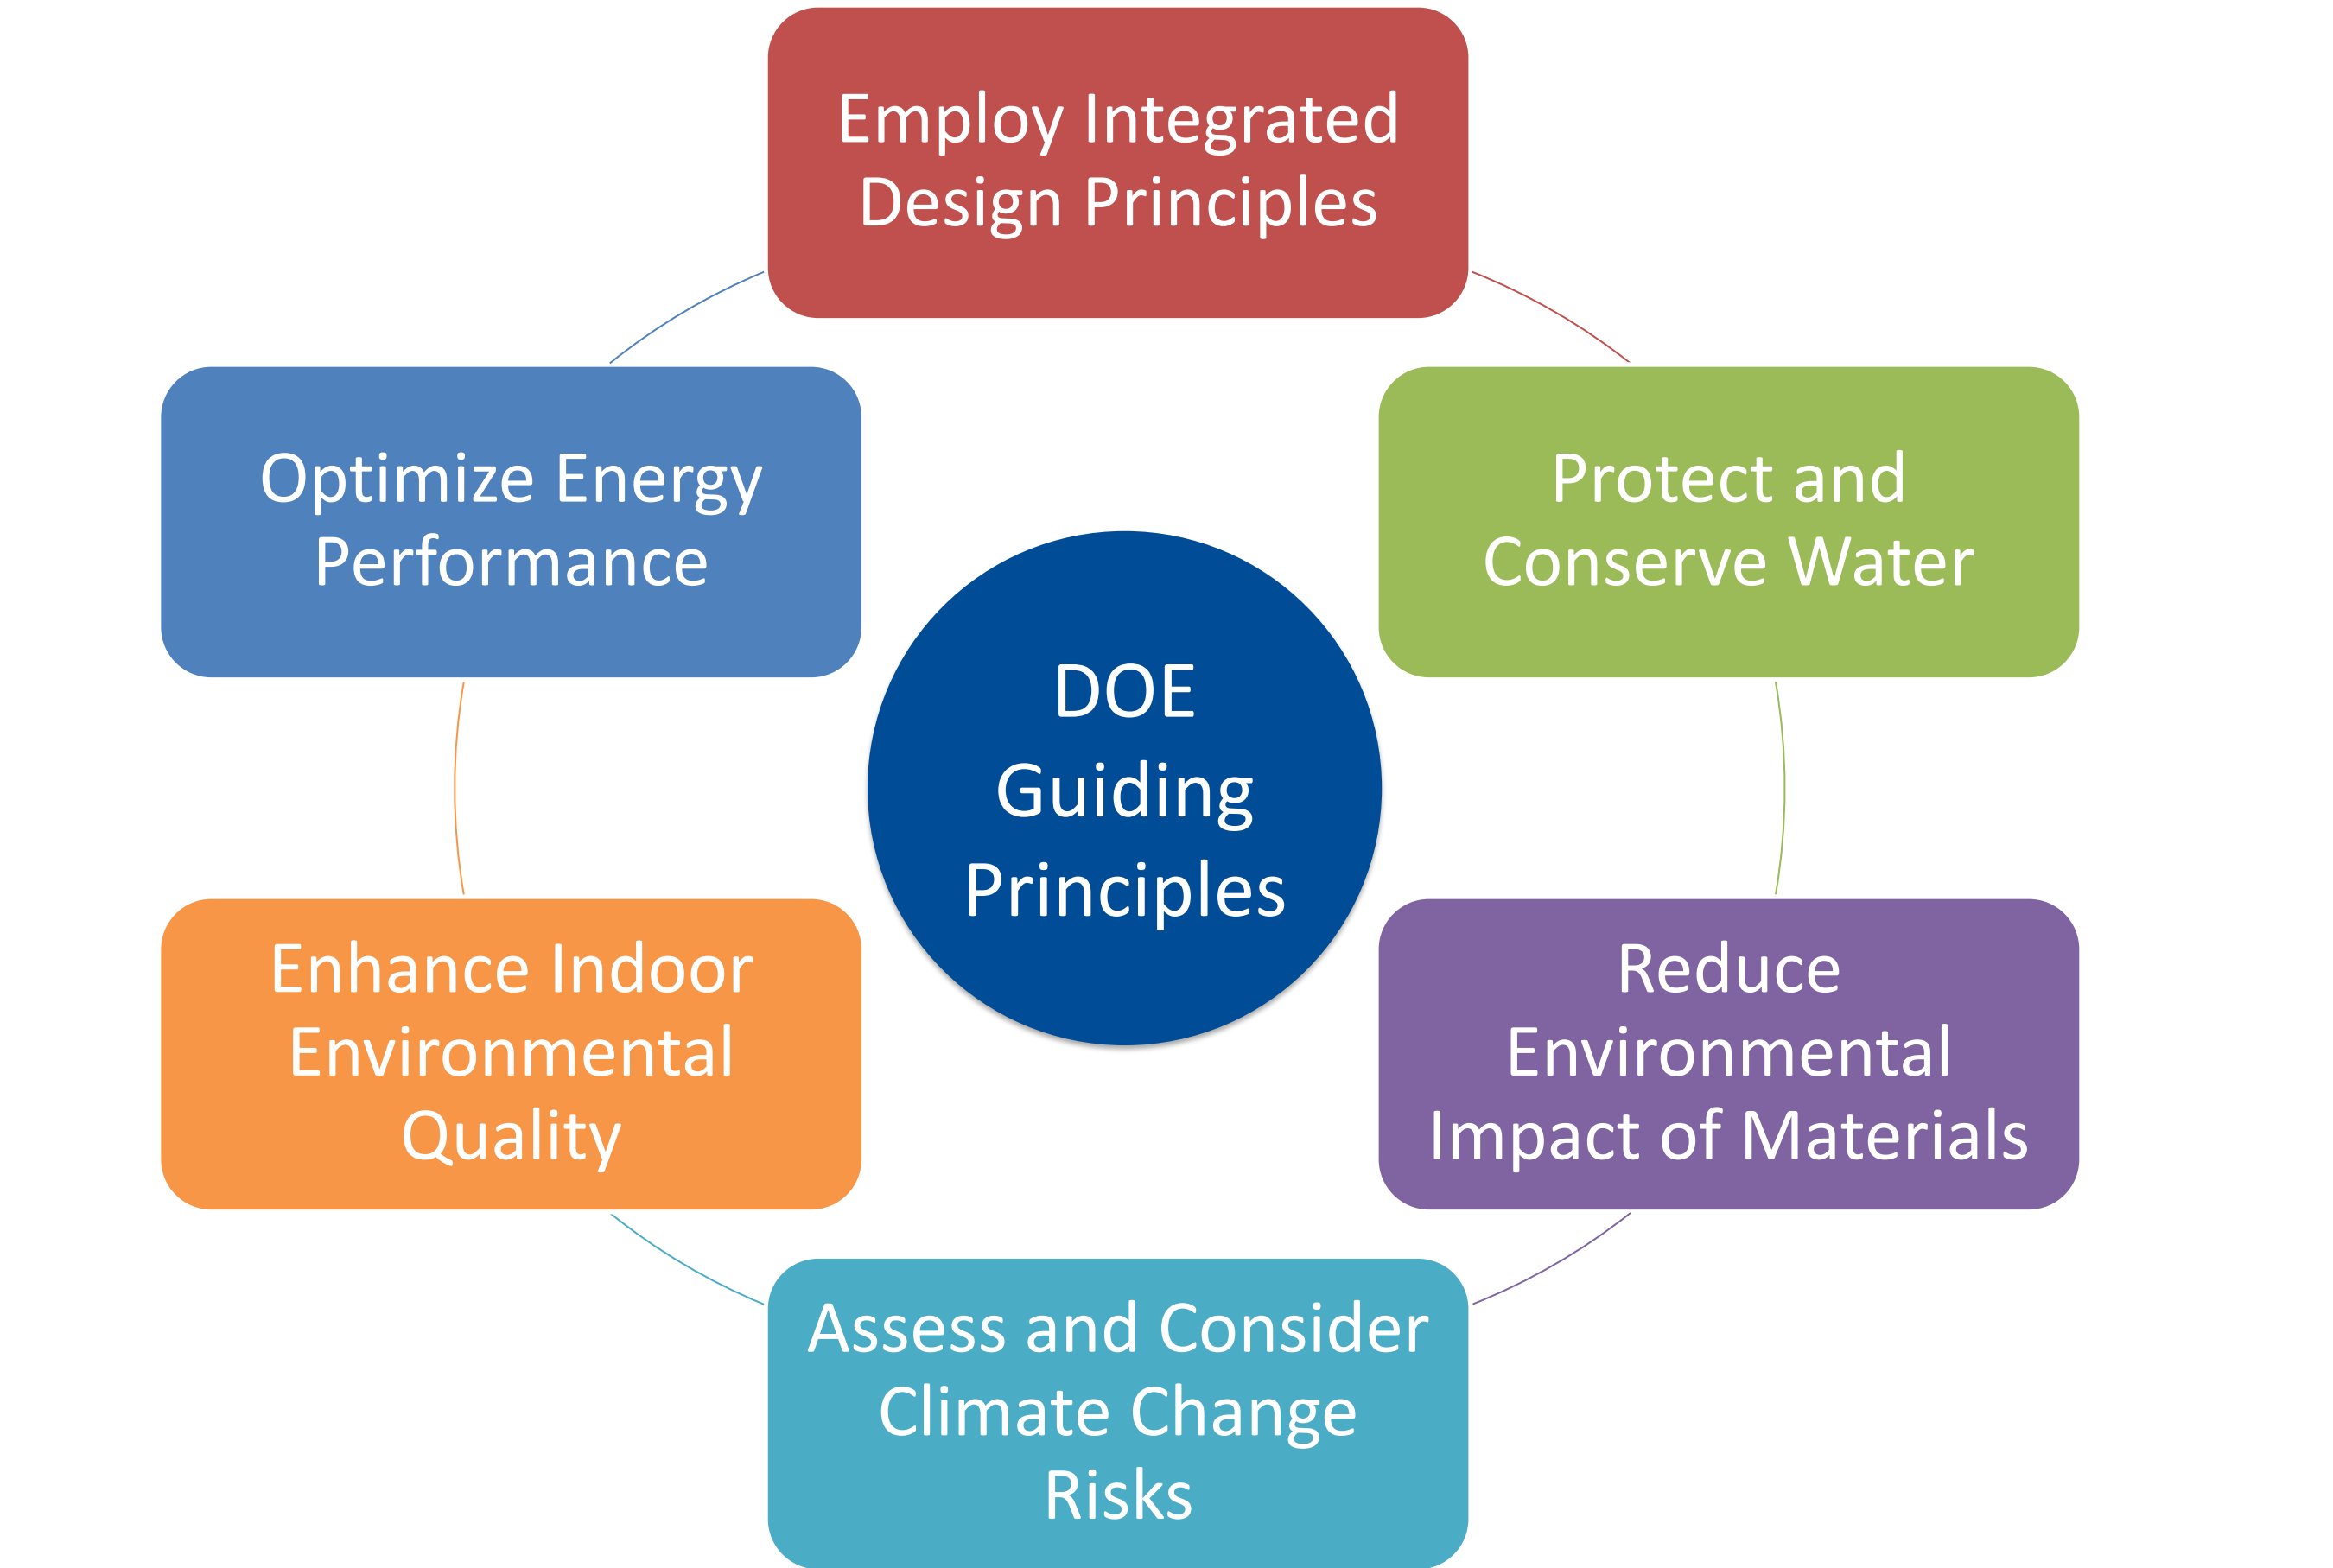 Employ Integrated
Design Principles
Optimize Energy
Performance
Protect and
Conserve Water
DOE
Guiding
Principles
Enhance Indoor
Environmental
Quality
Reduce
Environmental
Impact of Materials
Assess and Consider
Climate Change
Risks